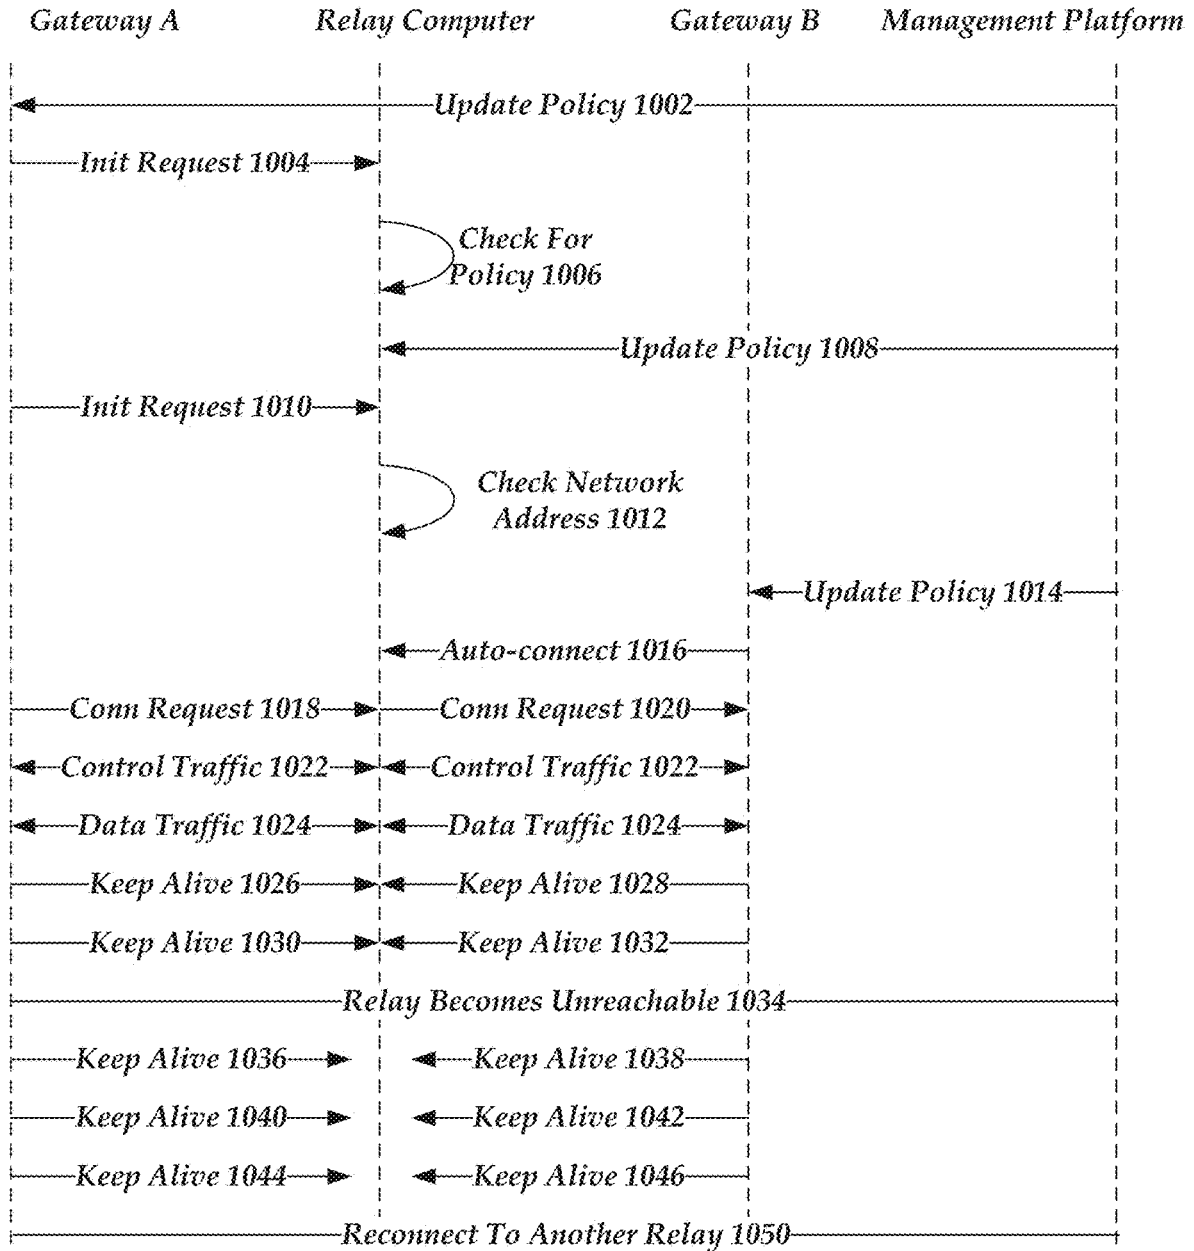 Gateway A Relay Computer Gateway B Management Platform
Update Policy 1002
Init Request 1004
Check For
Policy 1006
Update Policy 1008
Init Request 1010
Check Network
Address 1012
Update Policy 1014
Auto-connect 1016
Conn Request 1018 Conn Request 1020
Control Traffic 1022 Control Traffic 1022
Data Traffic 1024 Data Traffic 1024
Keep Alive 1026 Keep Alive 1028
Keep Alive 1030 Keep Alive 1032
Relay Becomes Unreachable 1034
Keep Alive 1036 Keep Alive 1038
Keep Alive 1040 Keep Alive 1042
Keep Alive 1044 Keep Alive 1046
Reconnect To Another Relay 1050